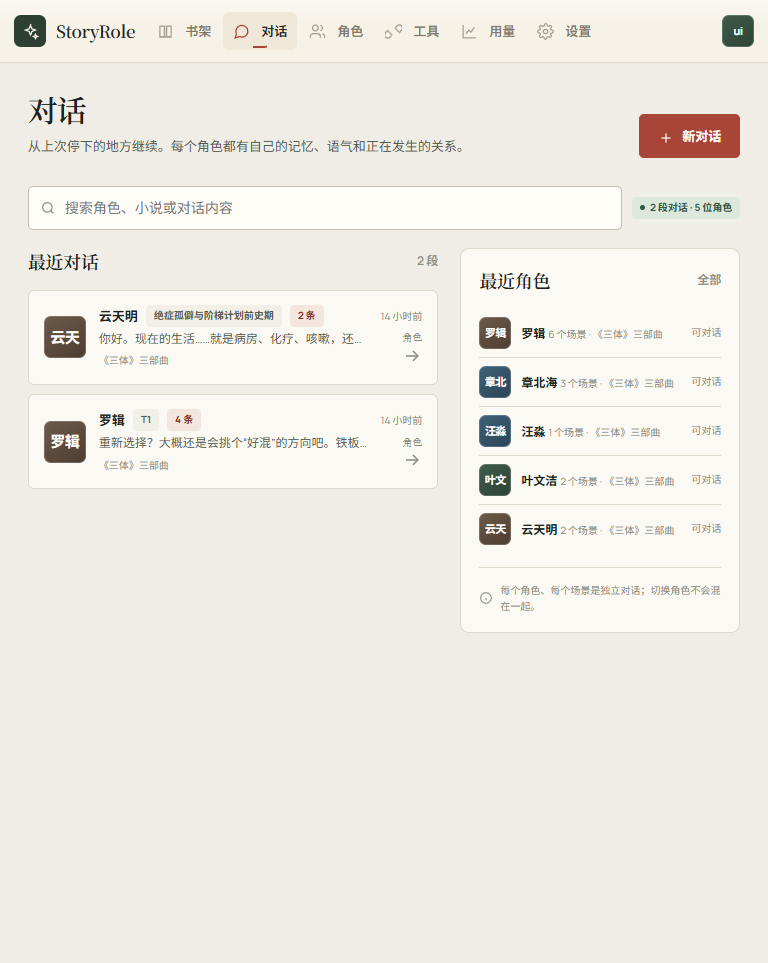 StoryRole 书架 对话 角色 工具 用量 设置 ui
对话
从上次停下的地方继续。每个角色都有自己的记忆、语气和正在发生的关系。
+ 新对话
搜索角色、小说或对话内容
2 段对话 · 5 位角色
最近对话 2 段
云天
云天明 绝症孤僻与阶梯计划前史期 2 条 14 小时前
你好。现在的生活……就是病房、化疗、咳嗽，还... 角色
《三体》三部曲
罗辑
罗辑 T1 4 条 14 小时前
重新选择？大概还是会挑个"好混"的方向吧。铁板... 角色
《三体》三部曲
最近角色 全部
罗辑 罗辑 6 个场景 · 《三体》三部曲 可对话
章北 章北海 3 个场景 · 《三体》三部曲 可对话
汪淼 汪淼 1 个场景 · 《三体》三部曲 可对话
叶文 叶文洁 2 个场景 · 《三体》三部曲 可对话
云天 云天明 2 个场景 · 《三体》三部曲 可对话
每个角色、每个场景是独立对话；切换角色不会混
在一起。